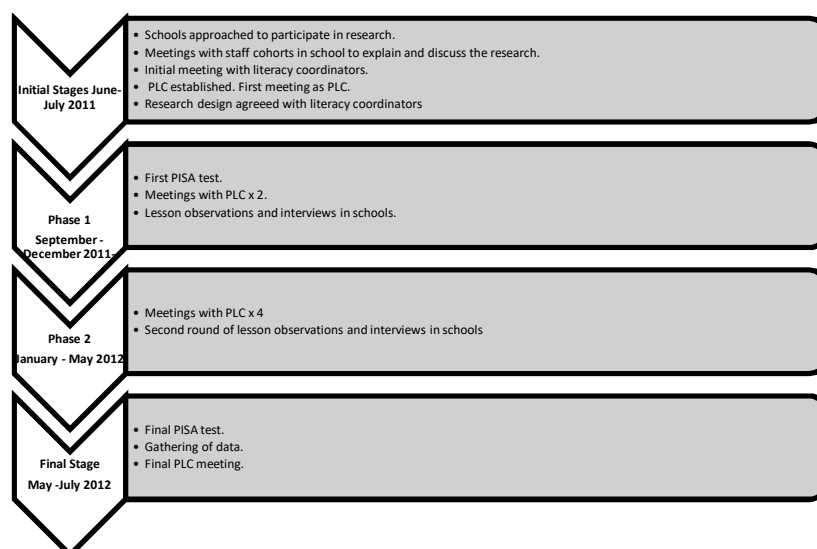 Initial Stages June-
July 2011
• Schools approached to participate in research.
• Meetings with staff cohorts in school to explain and discuss the research.
• Initial meeting with literacy coordinators.
• PLC established. First meeting as PLC.
• Research design agreeed with literacy coordinators
Phase 1
September -
December 2011-
• First PISA test.
• Meetings with PLC x 2.
• Lesson observations and interviews in schools.
Phase 2
January - May 2012
• Meetings with PLC x 4
• Second round of lesson observations and interviews in schools
Final Stage
May -July 2012
• Final PISA test.
• Gathering of data.
• Final PLC meeting.